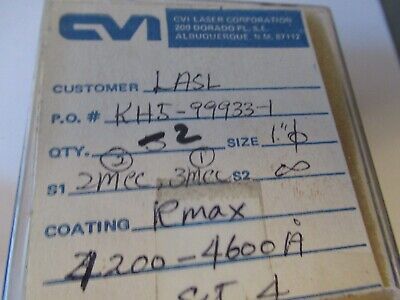 CVI
CVI LASER CORPORATION
200 DORADO PL. S.E.
ALBUQUERQUE, N.M. 87112
CUSTOMER LASL
P.O. # KH5-99933-1
QTY. 2 SIZE 1."ϕ
③ ①
S1 2mcc, 3mcc S2 ∞
COATING Rmax
4200-4600Å